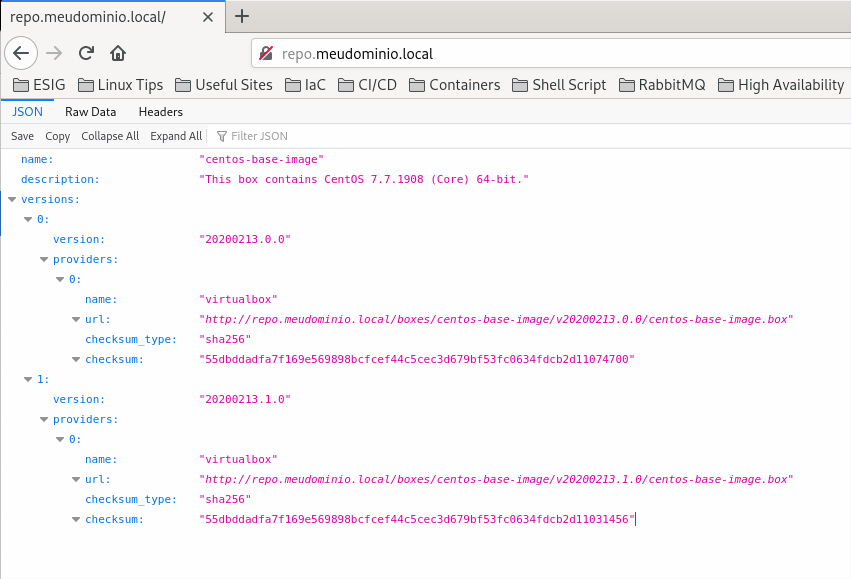 repo.meudominio.local/
repo.meudominio.local
ESIG Linux Tips Useful Sites IaC CI/CD Containers Shell Script RabbitMQ High Availability
JSON Raw Data Headers
Save Copy Collapse All Expand All Filter JSON
name: "centos-base-image"
description: "This box contains CentOS 7.7.1908 (Core) 64-bit."
versions:
0:
version: "20200213.0.0"
providers:
0:
name: "virtualbox"
url: "http://repo.meudominio.local/boxes/centos-base-image/v20200213.0.0/centos-base-image.box"
checksum_type: "sha256"
checksum: "55dbddadfa7f169e569898bcfcef44c5cec3d679bf53fc0634fdcb2d11074700"
1:
version: "20200213.1.0"
providers:
0:
name: "virtualbox"
url: "http://repo.meudominio.local/boxes/centos-base-image/v20200213.1.0/centos-base-image.box"
checksum_type: "sha256"
checksum: "55dbddadfa7f169e569898bcfcef44c5cec3d679bf53fc0634fdcb2d11031456"